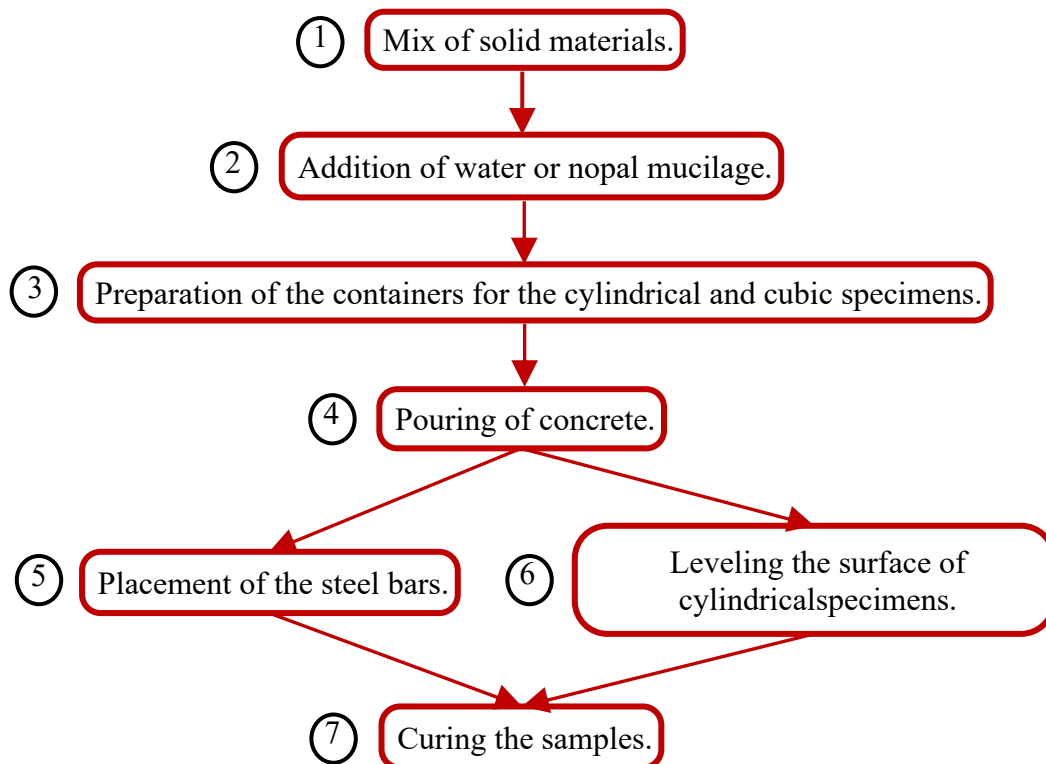 1
Mix of solid materials.
2
Addition of water or nopal mucilage.
3
Preparation of the containers for the cylindrical and cubic specimens.
4
Pouring of concrete.
5
Placement of the steel bars.
6
Leveling the surface of
cylindricalspecimens.
7
Curing the samples.